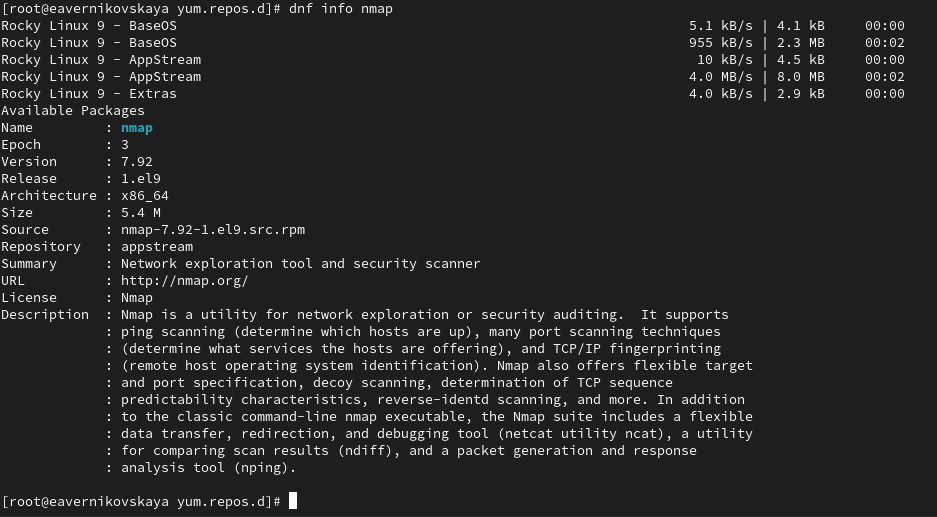 [root@eavernikovskaya yum.repos.d]# dnf info nmap
Rocky Linux 9 - BaseOS                                5.1 kB/s | 4.1 kB     00:00
Rocky Linux 9 - BaseOS                                955 kB/s | 2.3 MB     00:02
Rocky Linux 9 - AppStream                              10 kB/s | 4.5 kB     00:00
Rocky Linux 9 - AppStream                             4.0 MB/s | 8.0 MB     00:02
Rocky Linux 9 - Extras                                4.0 kB/s | 2.9 kB     00:00
Available Packages
Name         : nmap
Epoch        : 3
Version      : 7.92
Release      : 1.el9
Architecture : x86_64
Size         : 5.4 M
Source       : nmap-7.92-1.el9.src.rpm
Repository   : appstream
Summary      : Network exploration tool and security scanner
URL          : http://nmap.org/
License      : Nmap
Description  : Nmap is a utility for network exploration or security auditing.  It supports
             : ping scanning (determine which hosts are up), many port scanning techniques
             : (determine what services the hosts are offering), and TCP/IP fingerprinting
             : (remote host operating system identification). Nmap also offers flexible target
             : and port specification, decoy scanning, determination of TCP sequence
             : predictability characteristics, reverse-identd scanning, and more. In addition
             : to the classic command-line nmap executable, the Nmap suite includes a flexible
             : data transfer, redirection, and debugging tool (netcat utility ncat), a utility
             : for comparing scan results (ndiff), and a packet generation and response
             : analysis tool (nping).
[root@eavernikovskaya yum.repos.d]#